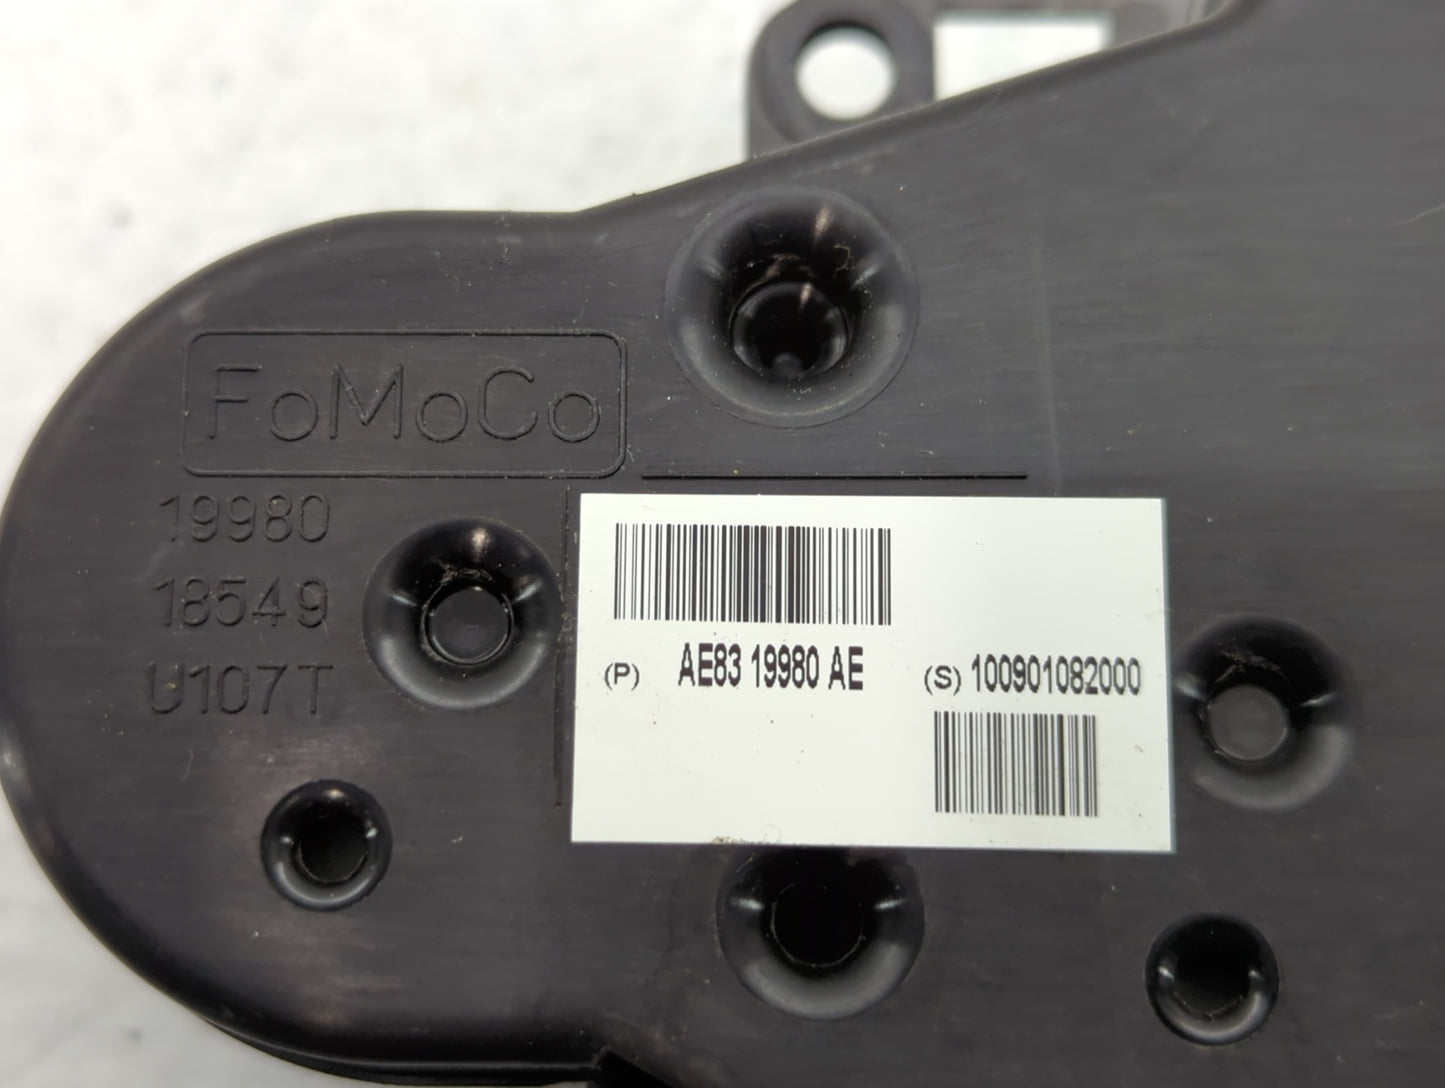 FoMoCo
19980
18549
U107T
(P) AE83 19980 AE
(S) 100901082000